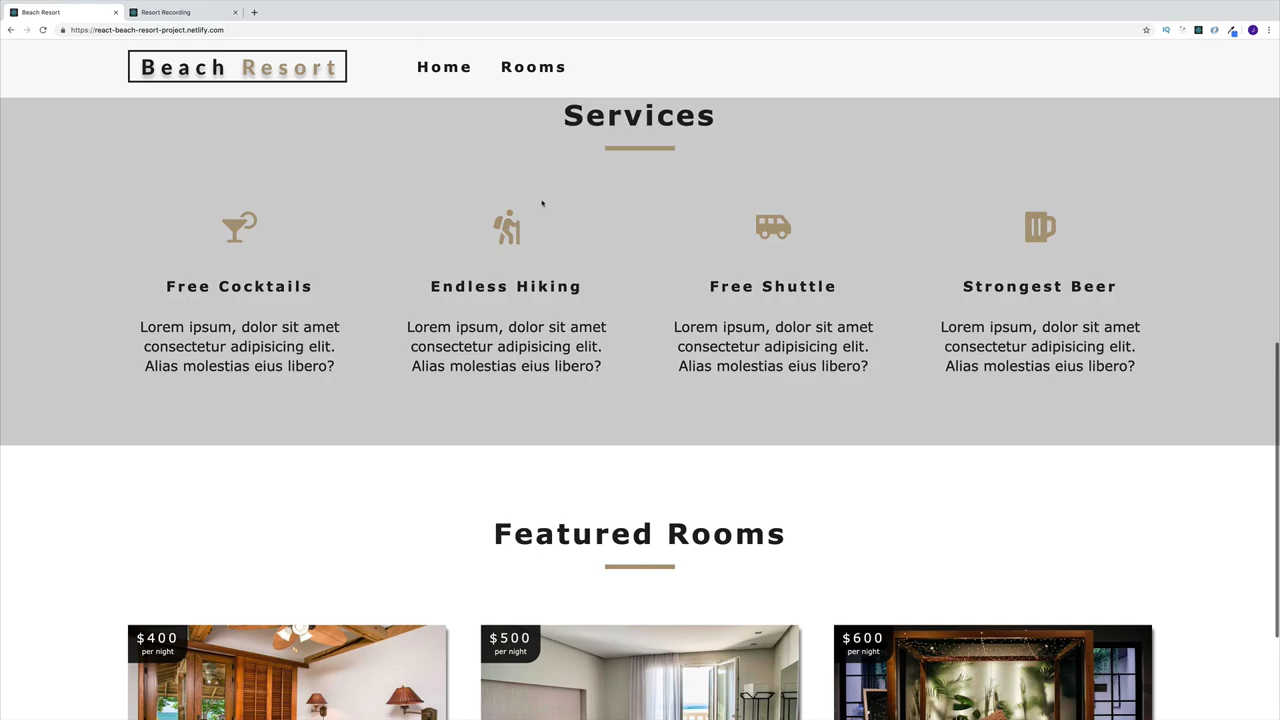 Beach Resort
Resort Recording
https://react-beach-resort-project.netlify.com
IQ
J
Beach Resort
Home
Rooms
Services
Free Cocktails
Endless Hiking
Free Shuttle
Strongest Beer
Lorem ipsum, dolor sit amet
consectetur adipisicing elit.
Alias molestias eius libero?
Lorem ipsum, dolor sit amet
consectetur adipisicing elit.
Alias molestias eius libero?
Lorem ipsum, dolor sit amet
consectetur adipisicing elit.
Alias molestias eius libero?
Lorem ipsum, dolor sit amet
consectetur adipisicing elit.
Alias molestias eius libero?
Featured Rooms
$400
per night
$500
per night
$600
per night